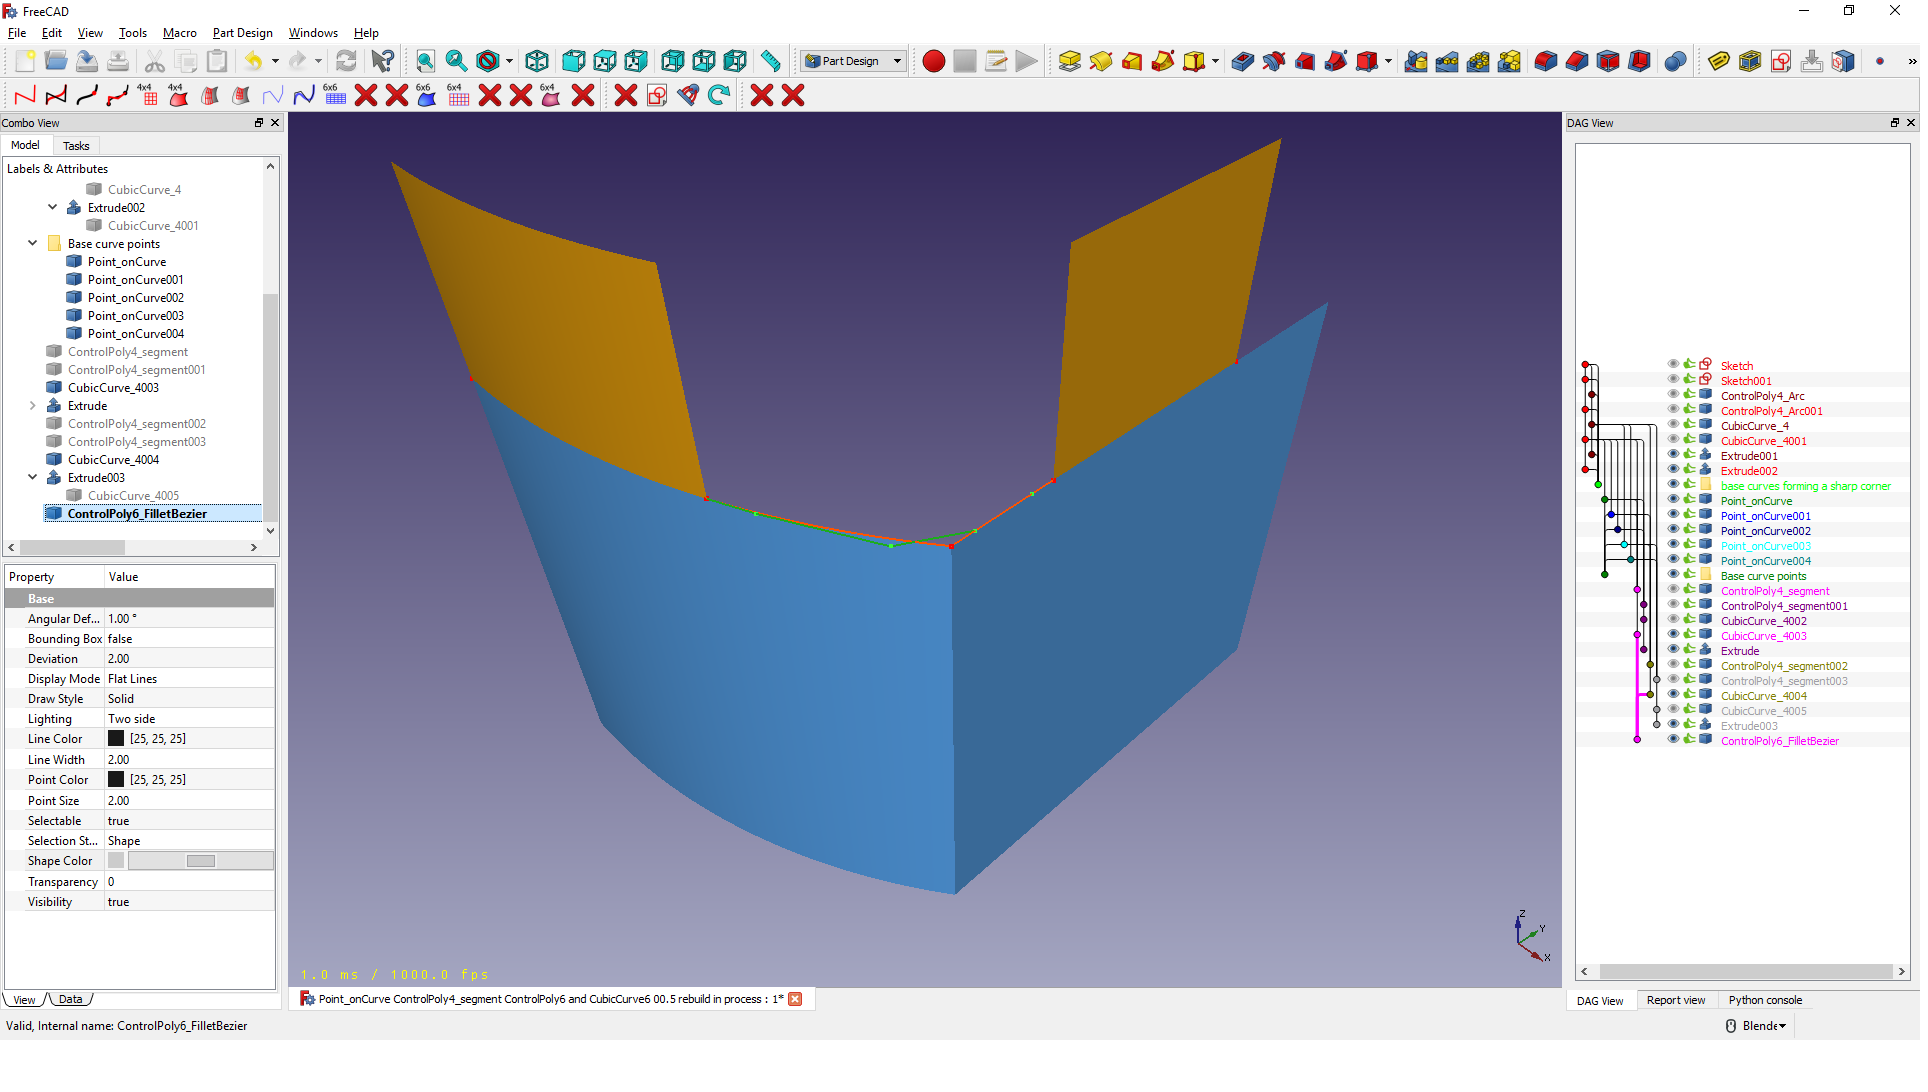 FreeCAD
File Edit View Tools Macro Part Design Windows Help
Part Design
4x4 4x4 6x6 6x6 6x4 6x4
Combo View
Model Tasks
Labels & Attributes
CubicCurve_4
Extrude002
CubicCurve_4001
Base curve points
Point_onCurve
Point_onCurve001
Point_onCurve002
Point_onCurve003
Point_onCurve004
ControlPoly4_segment
ControlPoly4_segment001
CubicCurve_4003
Extrude
ControlPoly4_segment002
ControlPoly4_segment003
CubicCurve_4004
Extrude003
CubicCurve_4005
ControlPoly6_FilletBezier
Property Value
Base
Angular Def... 1.00 °
Bounding Box false
Deviation 2.00
Display Mode Flat Lines
Draw Style Solid
Lighting Two side
Line Color [25, 25, 25]
Line Width 2.00
Point Color [25, 25, 25]
Point Size 2.00
Selectable true
Selection St... Shape
Shape Color
Transparency 0
Visibility true
View Data
Valid, Internal name: ControlPoly6_FilletBezier
1.0 ms / 1000.0 fps
Z
Y
X
Point_onCurve ControlPoly4_segment ControlPoly6 and CubicCurve6 00.5 rebuild in process : 1*
DAG View
Sketch
Sketch001
ControlPoly4_Arc
ControlPoly4_Arc001
CubicCurve_4
CubicCurve_4001
Extrude001
Extrude002
base curves forming a sharp corner
Point_onCurve
Point_onCurve001
Point_onCurve002
Point_onCurve003
Point_onCurve004
Base curve points
ControlPoly4_segment
ControlPoly4_segment001
CubicCurve_4002
CubicCurve_4003
Extrude
ControlPoly4_segment002
ControlPoly4_segment003
CubicCurve_4004
CubicCurve_4005
Extrude003
ControlPoly6_FilletBezier
DAG View Report view Python console
Blender